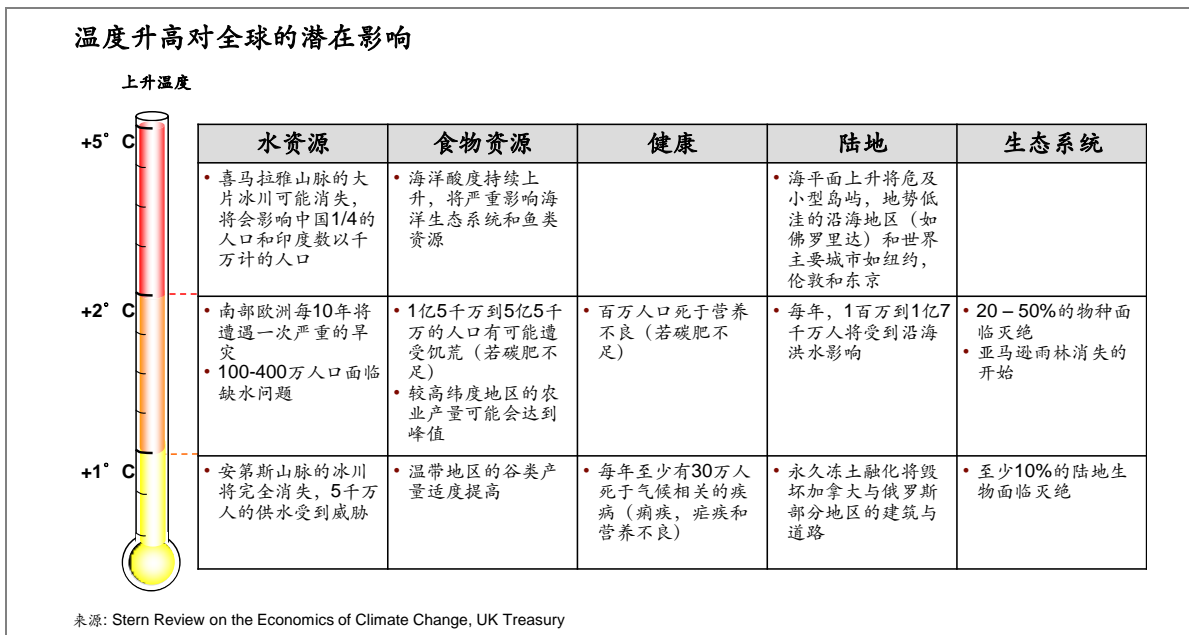 温度升高对全球的潜在影响
上升温度
+5° C
+2° C
+1° C
水资源
食物资源
健康
陆地
生态系统
• 喜马拉雅山脉的大
片冰川可能消失，
将会影响中国1/4的
人口和印度数以千
万计的人口
• 海洋酸度持续上
升，将严重影响海
洋生态系统和鱼类
资源
• 海平面上升将危及
小型岛屿，地势低
洼的沿海地区（如
佛罗里达）和世界
主要城市如纽约，
伦敦和东京
• 南部欧洲每10年将
遭遇一次严重的旱
灾
• 100-400万人口面临
缺水问题
• 1亿5千万到5亿5千
万的人口有可能遭
受饥荒（若碳肥不
足）
• 较高纬度地区的农
业产量可能会达到
峰值
• 百万人口死于营养
不良（若碳肥不
足）
• 每年，1百万到1亿7
千万人将受到沿海
洪水影响
• 20 – 50%的物种面
临灭绝
• 亚马逊雨林消失的
开始
• 安第斯山脉的冰川
将完全消失，5千万
人的供水受到威胁
• 温带地区的谷类产
量适度提高
• 每年至少有30万人
死于气候相关的疾
病（痢疾，疟疾和
营养不良）
• 永久冻土融化将毁
坏加拿大与俄罗斯
部分地区的建筑与
道路
• 至少10%的陆地生
物面临灭绝
来源: Stern Review on the Economics of Climate Change, UK Treasury